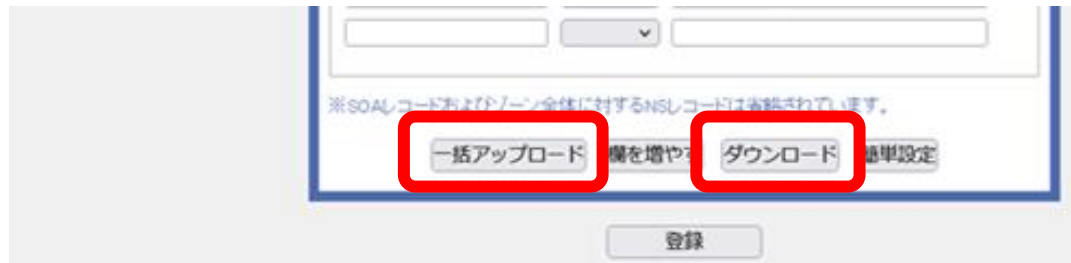 ※SOAレコードおよびゾーン全体に対するNSレコードは省略されています。
一括アップロード 欄を増やす ダウンロード 簡単設定
登録